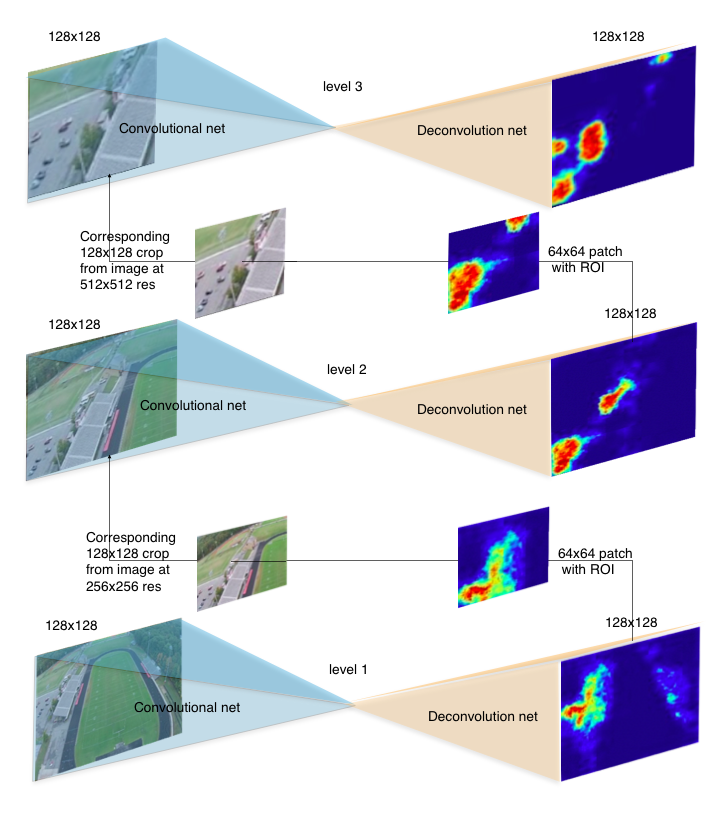 128x128
128x128
level 3
Convolutional net
Deconvolution net
Corresponding
128x128 crop
from image at
512x512 res
64x64 patch
with ROI
128x128
128x128
level 2
Convolutional net
Deconvolution net
Corresponding
128x128 crop
from image at
256x256 res
64x64 patch
with ROI
128x128
128x128
level 1
Convolutional net
Deconvolution net